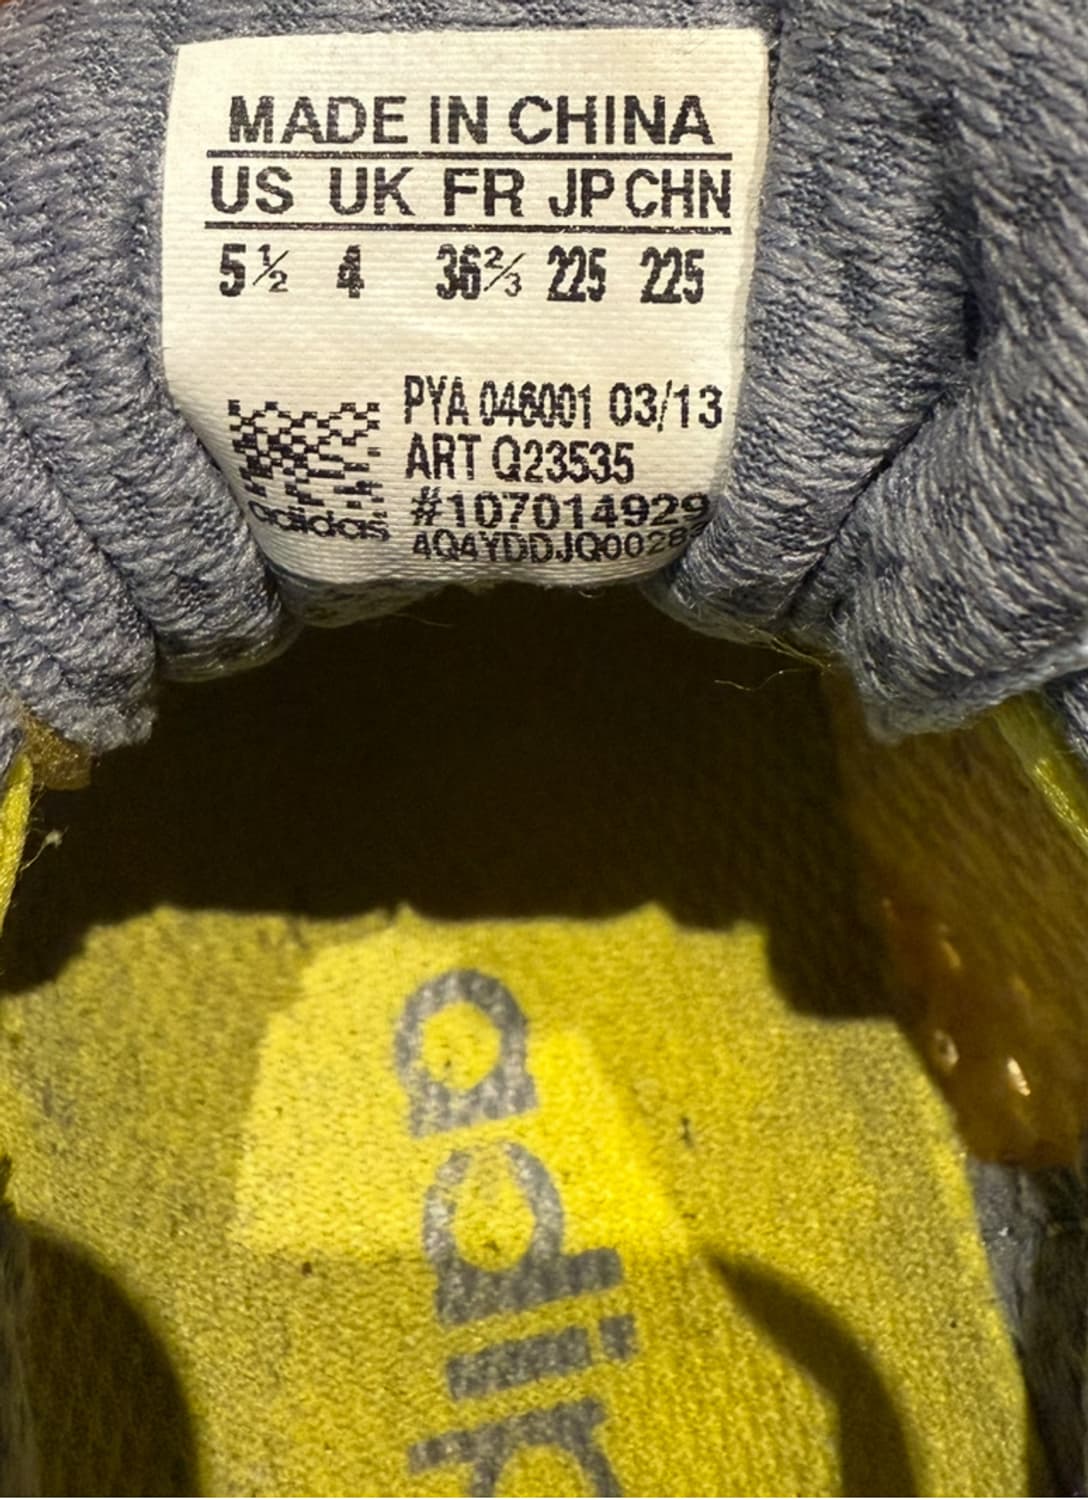 MADE IN CHINA
US UK FR JP CHN
5½ 4 36⅔ 225 225
PYA 046001 03/13
ART Q23535
#107014929
adidas
adi